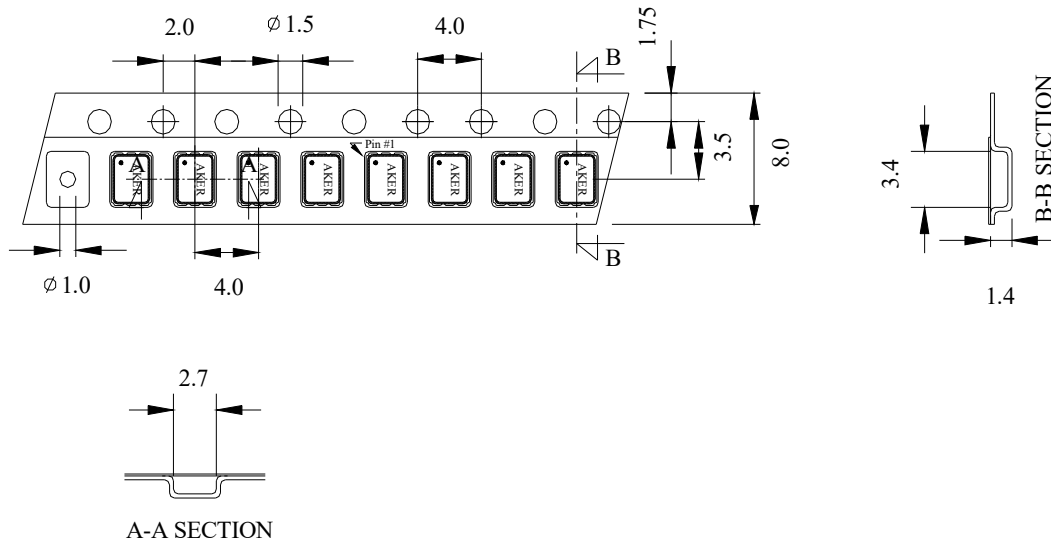 2.0
⌀ 1.5
4.0
1.75
B
Pin #1
A
A
AKER
AKER
AKER
AKER
AKER
AKER
AKER
AKER
3.5
8.0
3.4
B-B SECTION
B
⌀ 1.0
4.0
1.4
2.7
A-A SECTION